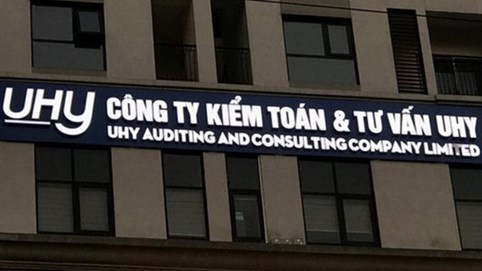 UHY
CÔNG TY KIỂM TOÁN & TƯ VẤN UHY
UHY AUDITING AND CONSULTING COMPANY LIMITED